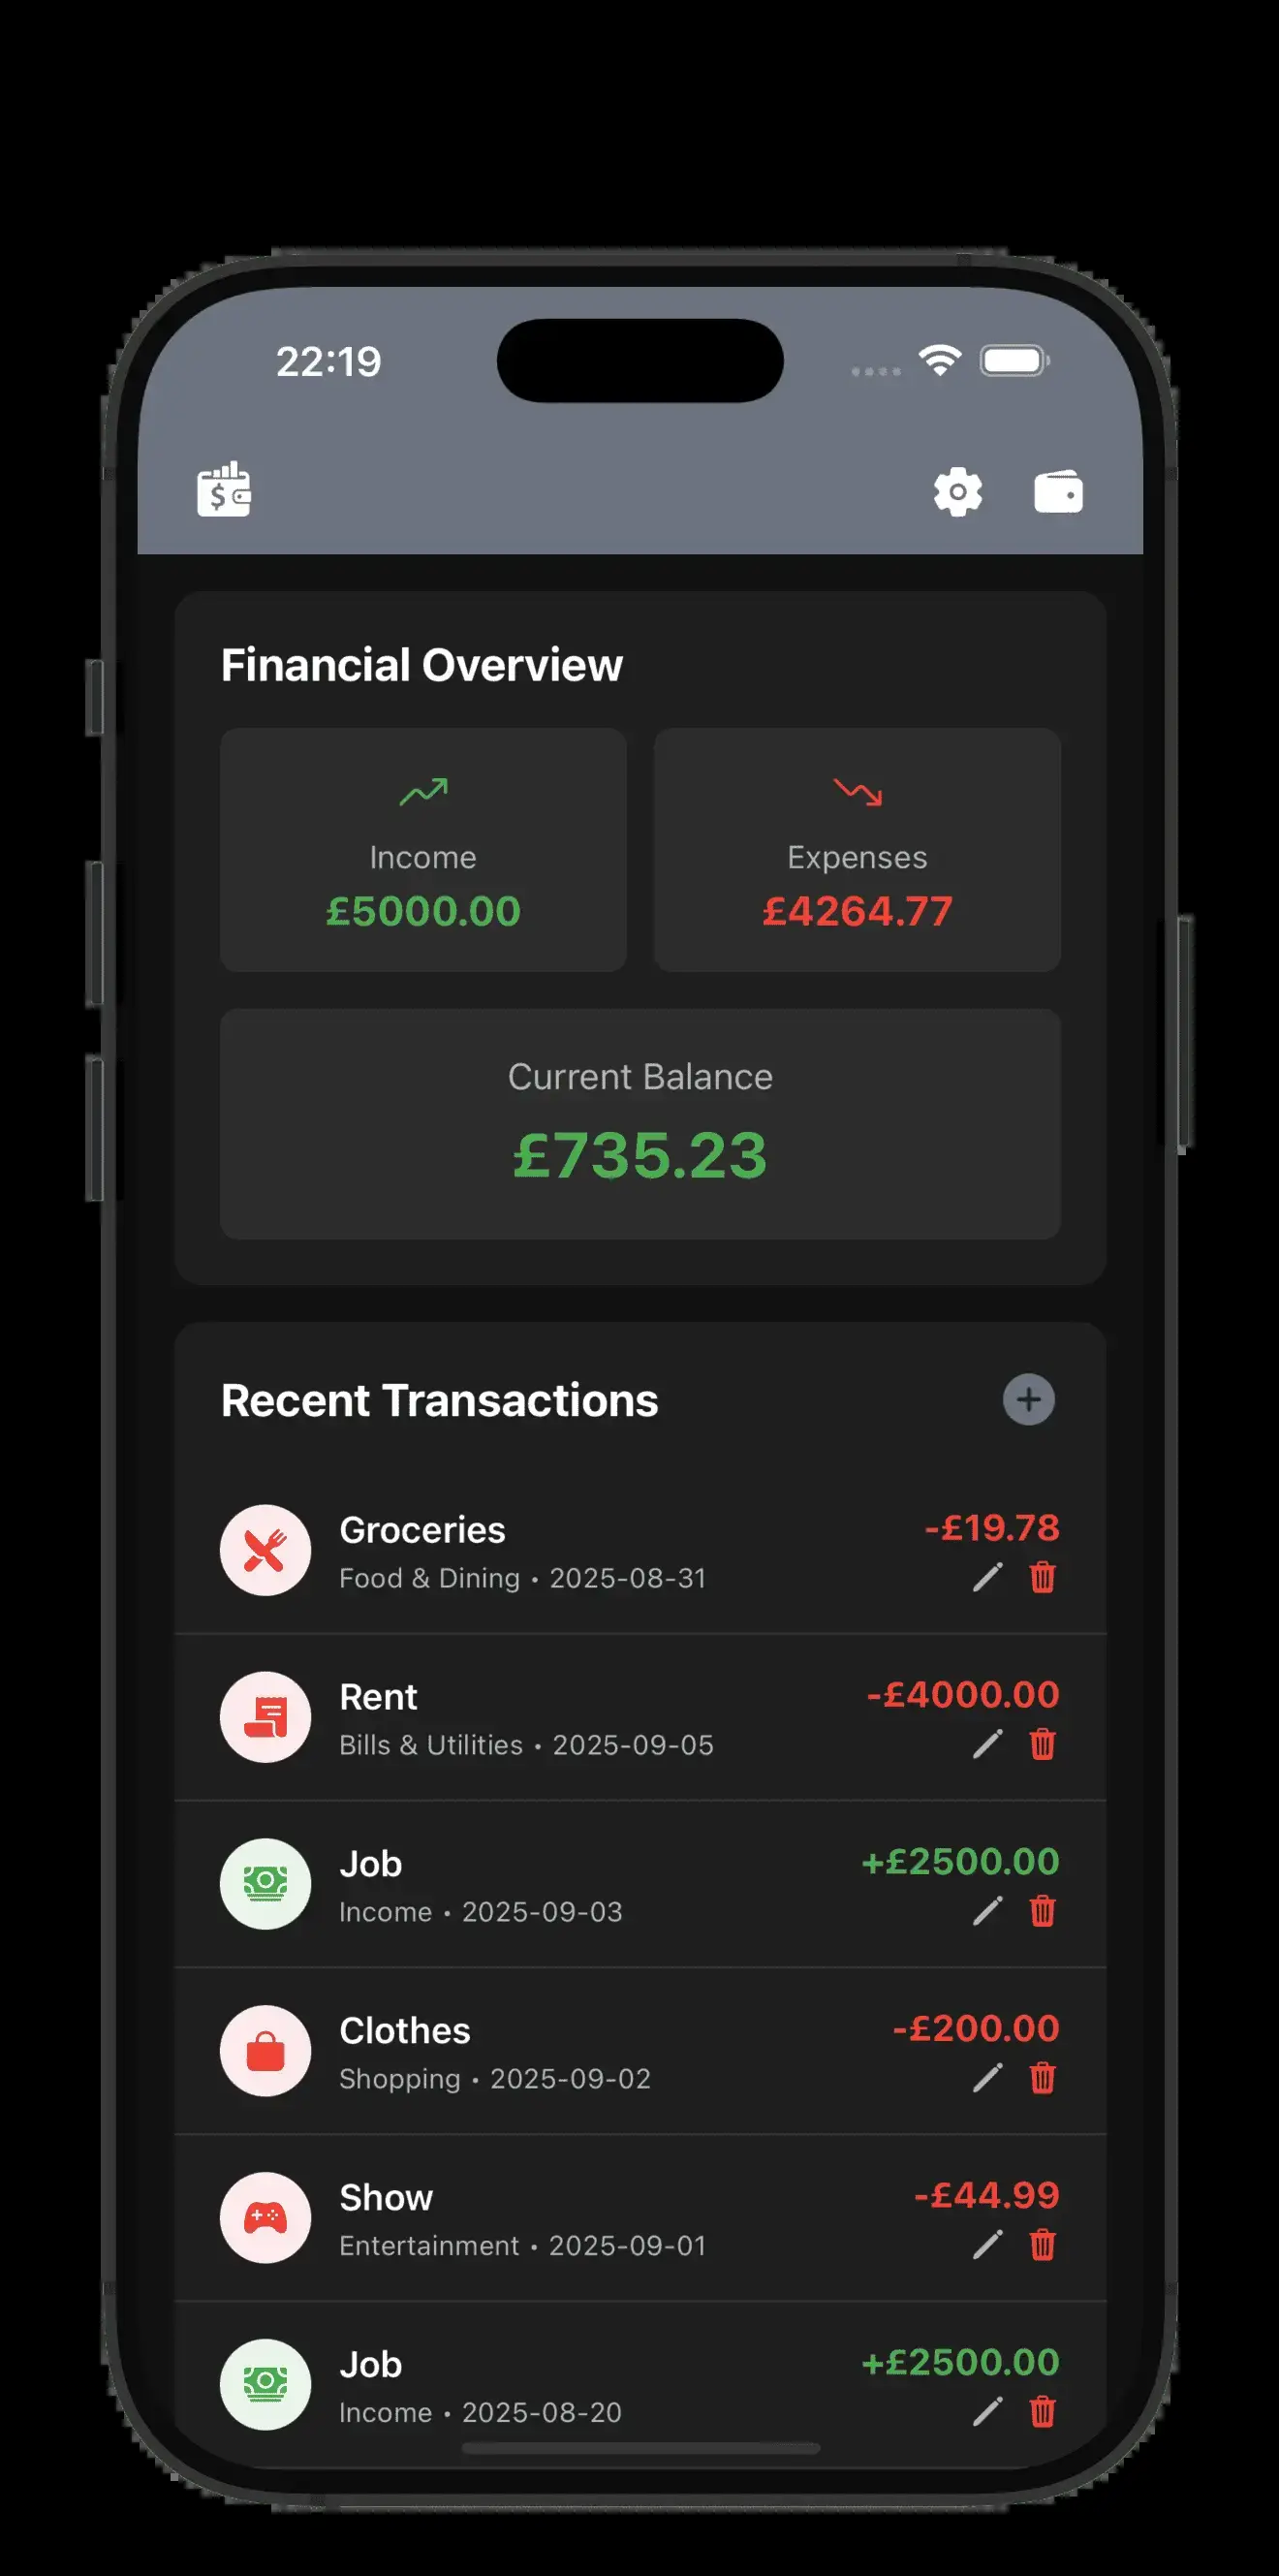 22:19
$
Financial Overview
Income
£5000.00
Expenses
£4264.77
Current Balance
£735.23
Recent Transactions
Groceries
-£19.78
Food & Dining • 2025-08-31
Rent
-£4000.00
Bills & Utilities • 2025-09-05
Job
+£2500.00
Income • 2025-09-03
Clothes
-£200.00
Shopping • 2025-09-02
Show
-£44.99
Entertainment • 2025-09-01
Job
+£2500.00
Income • 2025-08-20